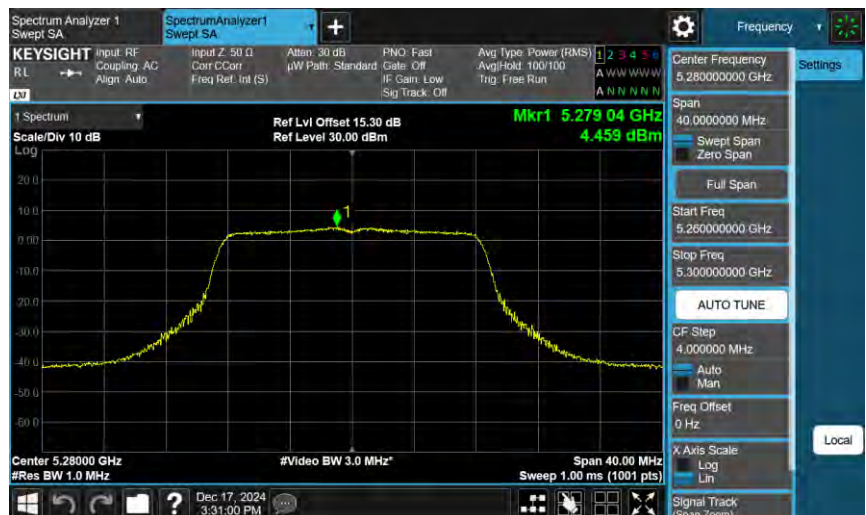 Spectrum Analyzer 1
Swept SA
SpectrumAnalyzer1
Swept SA
Frequency
KEYSIGHT
RL
LXI
Input: RF
Coupling: AC
Align: Auto
Input Z: 50 Ω
Corr CCorr
Freq Ref: Int (S)
Atten: 30 dB
µW Path: Standard
PNO: Fast
Gate: Off
IF Gain: Low
Sig Track: Off
Avg Type: Power (RMS)
Avg|Hold: 100/100
Trig: Free Run
1 2 3 4 5 6
A W W W W W
A N N N N N
1 Spectrum
Scale/Div 10 dB
Log
Ref Lvl Offset 15.30 dB
Ref Level 30.00 dBm
Mkr1 5.279 04 GHz
4.459 dBm
20.0
10.0
0.00
-10.0
-20.0
-30.0
-40.0
-50.0
-60.0
1
Center 5.28000 GHz
#Res BW 1.0 MHz
#Video BW 3.0 MHz*
Span 40.00 MHz
Sweep 1.00 ms (1001 pts)
Dec 17, 2024
3:31:00 PM
Center Frequency
5.280000000 GHz
Settings
Span
40.0000000 MHz
Swept Span
Zero Span
Full Span
Start Freq
5.260000000 GHz
Stop Freq
5.300000000 GHz
AUTO TUNE
CF Step
4.000000 MHz
Auto
Man
Freq Offset
0 Hz
X Axis Scale
Log
Lin
Signal Track
(Span Zoom)
Local